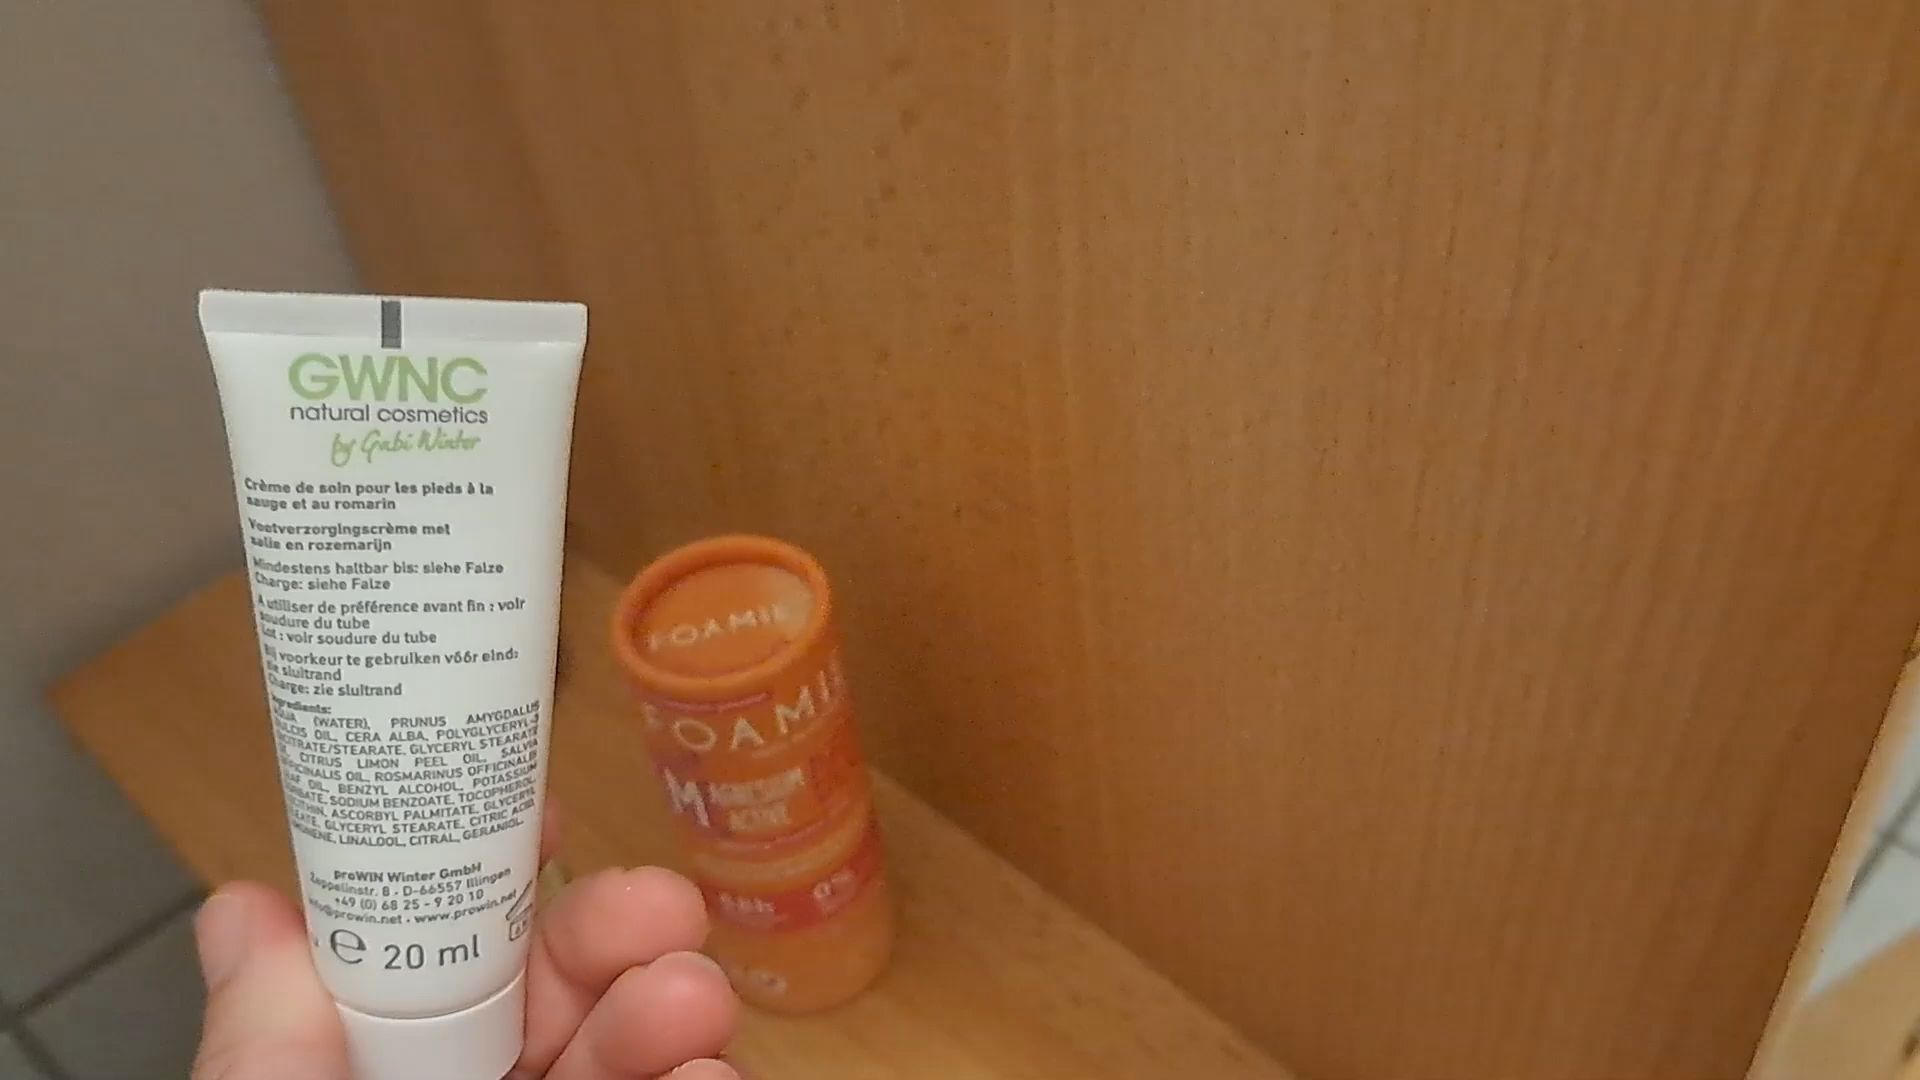 GWNC
natural cosmetics
by Gabi Winter
Crème de soin pour les pieds à la
sauge et au romarin
Voetverzorgingscrème met
salie en rozemarijn
Mindestens haltbar bis: siehe Falze
Charge: siehe Falze
A utiliser de préférence avant fin : voir
soudure du tube
Lot : voir soudure du tube
Bij voorkeur te gebruiken vóór eind:
zie sluitrand
Charge: zie sluitrand
Ingredients:
AQUA (WATER), PRUNUS AMYGDALUS
DULCIS OIL, CERA ALBA, POLYGLYCERYL-3
CITRATE/STEARATE, GLYCERYL STEARATE
CITRUS LIMON PEEL OIL, SALVIA
OFFICINALIS OIL, ROSMARINUS OFFICINALIS
LEAF OIL, BENZYL ALCOHOL, POTASSIUM
SORBATE, SODIUM BENZOATE, TOCOPHEROL,
LECITHIN, ASCORBYL PALMITATE, GLYCERYL
GLYCERYL STEARATE, CITRIC ACID,
LIMONENE, LINALOOL, CITRAL, GERANIOL.
proWIN Winter GmbH
Zeppelinstr. 8 - D-66557 Illingen
+49 (0) 68 25 - 9 20 10
info@prowin.net • www.prowin.net
e 20 ml
FOAMIE
FOAMIE
M
0%